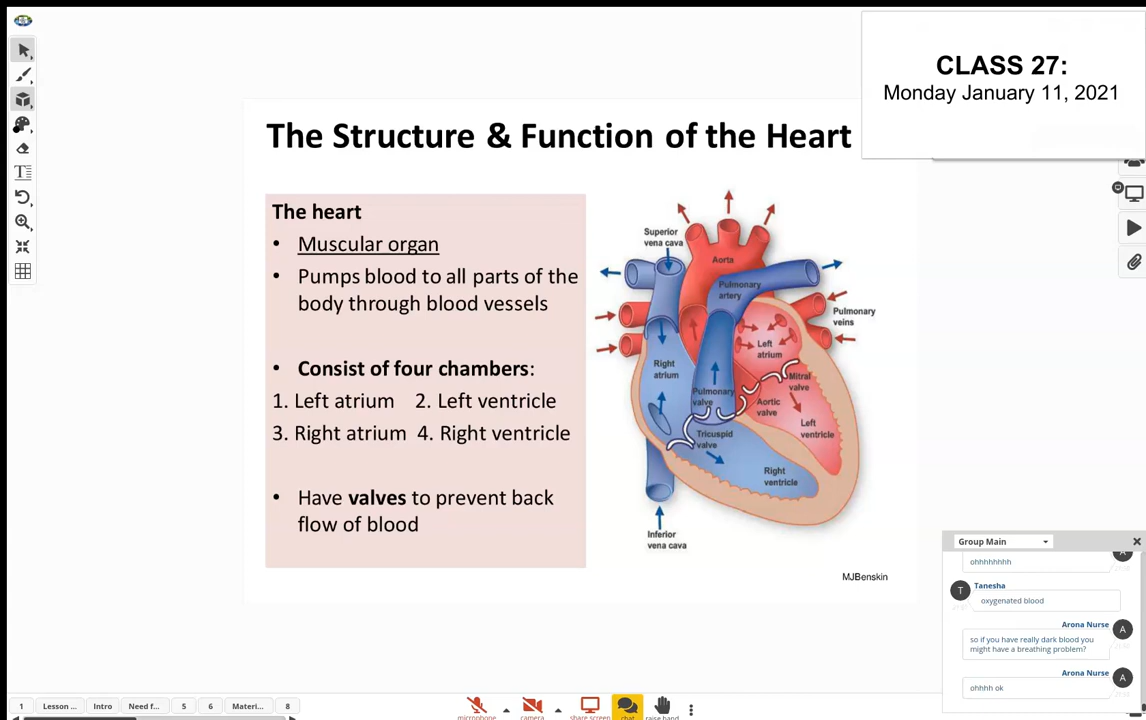 CLASS 27:
Monday January 11, 2021
The Structure & Function of the Heart
The heart
• Muscular organ
• Pumps blood to all parts of the
body through blood vessels
• Consist of four chambers:
1. Left atrium 2. Left ventricle
3. Right atrium 4. Right ventricle
• Have valves to prevent back
flow of blood
Superior
vena cava
Aorta
Pulmonary
artery
Pulmonary
veins
Left
atrium
Right
atrium
Mitral
valve
Pulmonary
valve
Aortic
valve
Left
ventricle
Tricuspid
valve
Right
ventricle
Inferior
vena cava
MJBenskin
Group Main
ohhhhhhhh
Tanesha
T
oxygenated blood
Arona Nurse
A
so if you have really dark blood you
might have a breathing problem?
Arona Nurse
A
ohhhh ok
1 Lesson ... Intro Need f... 5 6 Materi... 8
microphone camera share screen chat raise hand